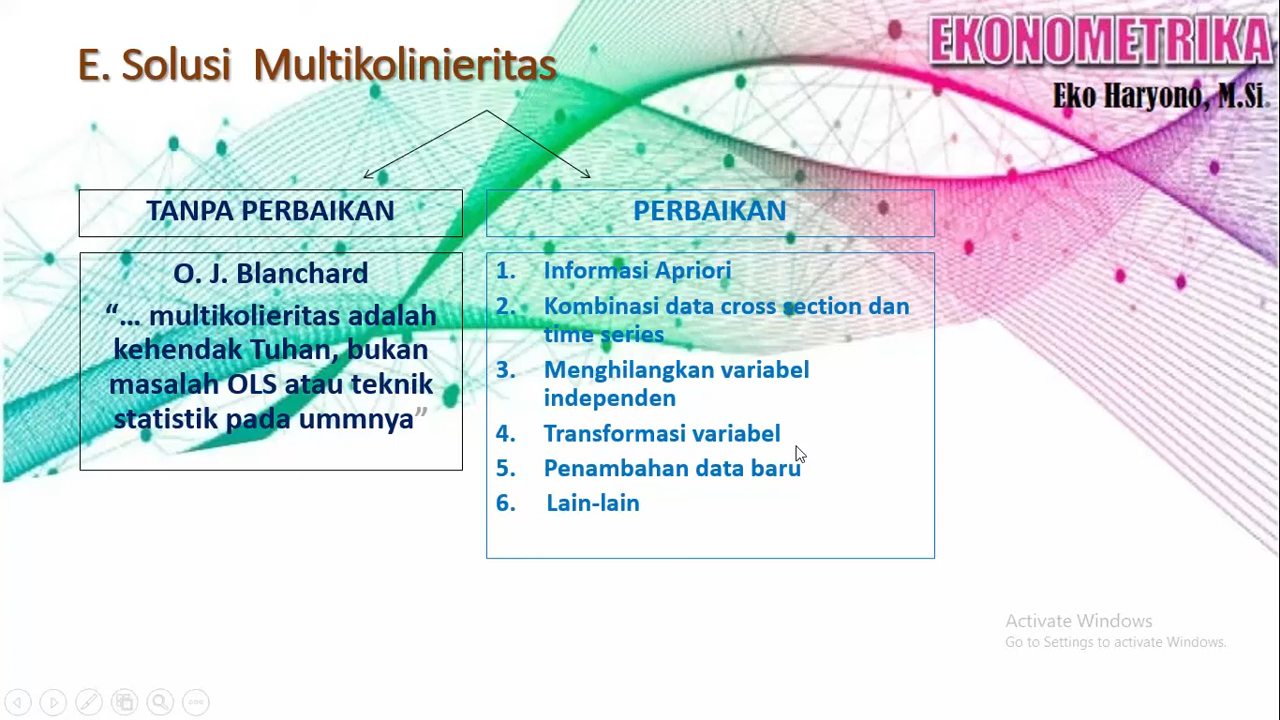 E. Solusi Multikolinieritas
EKONOMETRIKA
Eko Haryono, M.Si.
TANPA PERBAIKAN
O. J. Blanchard
“... multikolieritas adalah
kehendak Tuhan, bukan
masalah OLS atau teknik
statistik pada ummnya”
PERBAIKAN
1. Informasi Apriori
2. Kombinasi data cross section dan
time series
3. Menghilangkan variabel
independen
4. Transformasi variabel
5. Penambahan data baru
6. Lain-lain
Activate Windows
Go to Settings to activate Windows.